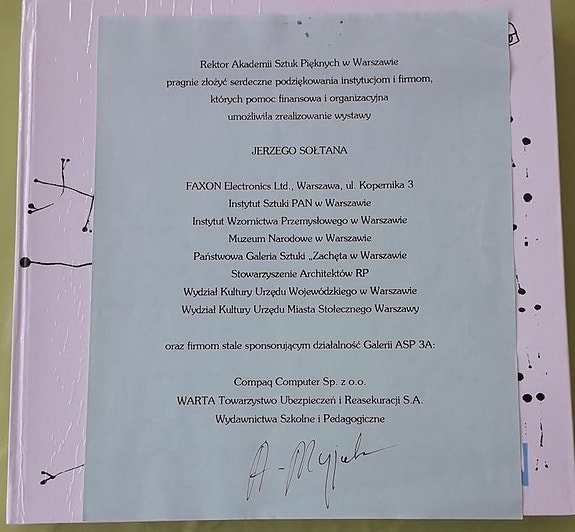 Rektor Akademii Sztuk Pięknych w Warszawie
pragnie złożyć serdeczne podziękowania instytucjom i firmom,
których pomoc finansowa i organizacyjna
umożliwiła zrealizowanie wystawy
JERZEGO SOŁTANA
FAXON Electronics Ltd., Warszawa, ul. Kopernika 3
Instytut Sztuki PAN w Warszawie
Instytut Wzornictwa Przemysłowego w Warszawie
Muzeum Narodowe w Warszawie
Państwowa Galeria Sztuki „Zachęta w Warszawie
Stowarzyszenie Architektów RP
Wydział Kultury Urzędu Wojewódzkiego w Warszawie
Wydział Kultury Urzędu Miasta Stołecznego Warszawy
oraz firmom stale sponsorującym działalność Galerii ASP 3A:
Compaq Computer Sp. z o.o.
WARTA Towarzystwo Ubezpieczeń i Reasekuracji S.A.
Wydawnictwa Szkolne i Pedagogiczne